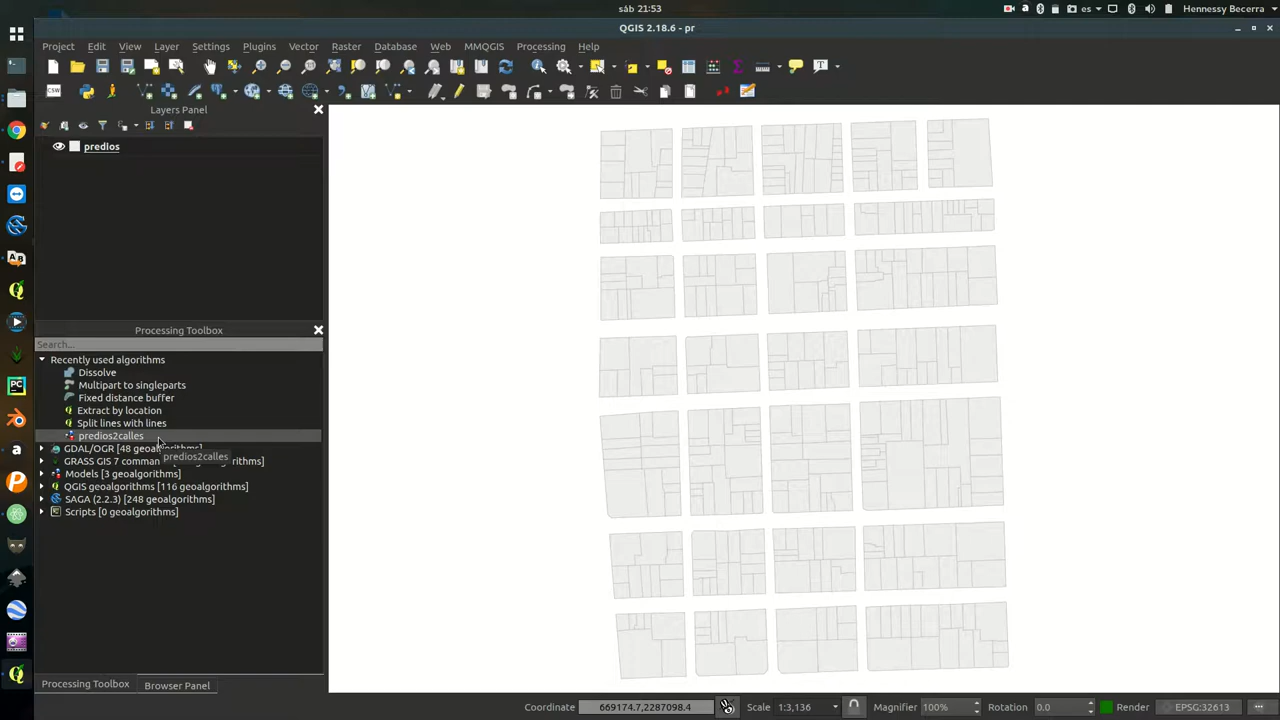 sáb 21:53
es
Hennessy Becerra
QGIS 2.18.6 - pr
Project Edit View Layer Settings Plugins Vector Raster Database Web MMQGIS Processing Help
CSW
Layers Panel
predios
Processing Toolbox
Search...
Recently used algorithms
Dissolve
Multipart to singleparts
Fixed distance buffer
Extract by location
Split lines with lines
predios2calles
GDAL/OGR [48 geoalgorithms]
predios2calles
GRASS GIS 7 comman
Models [3 geoalgorithms]
QGIS geoalgorithms [116 geoalgorithms]
SAGA (2.2.3) [248 geoalgorithms]
Scripts [0 geoalgorithms]
Processing Toolbox Browser Panel
Coordinate 669174.7,2287098.4 Scale 1:3,136 Magnifier 100% Rotation 0.0 Render EPSG:32613